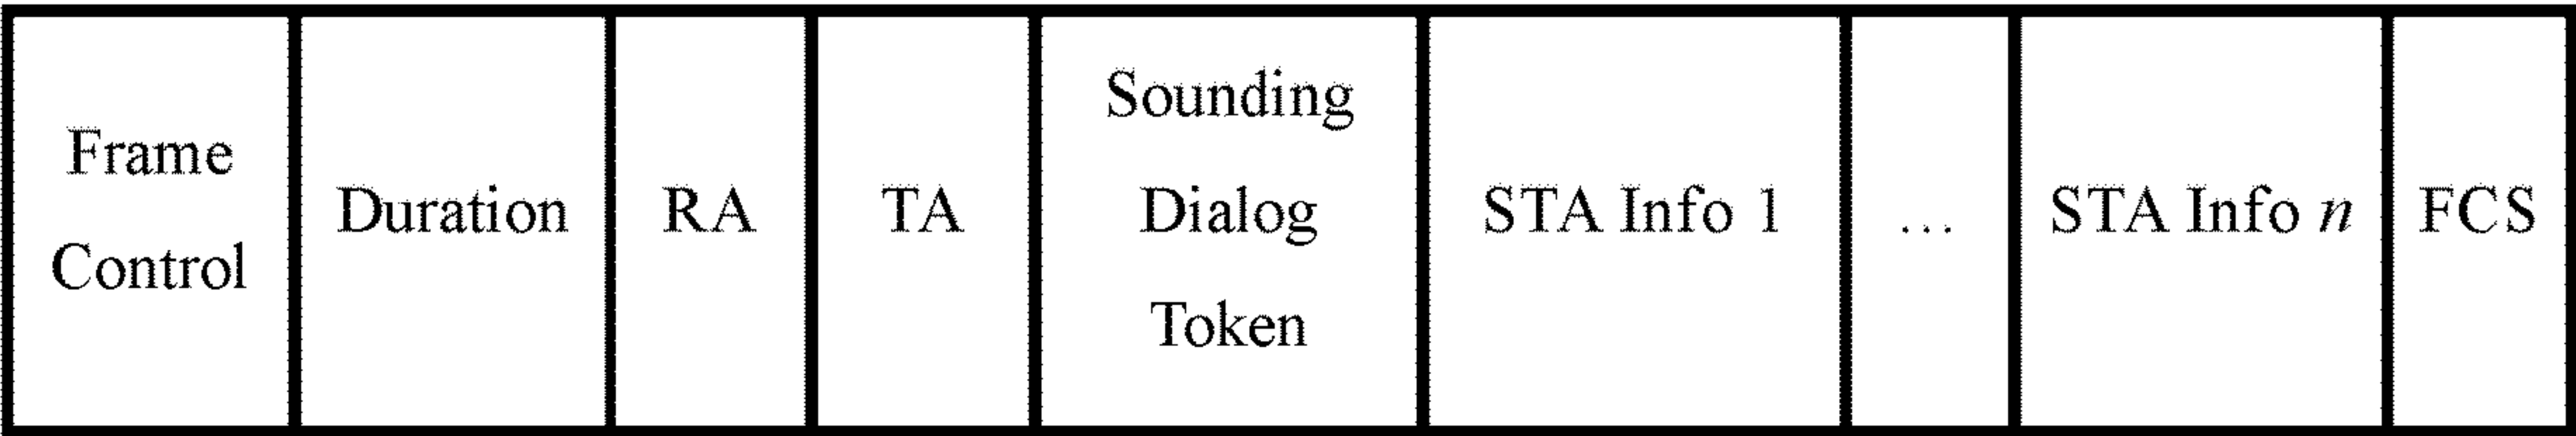 Frame
Control
Duration
RA
TA
Sounding
Dialog
Token
STA Info 1
…
STA Info n
FCS